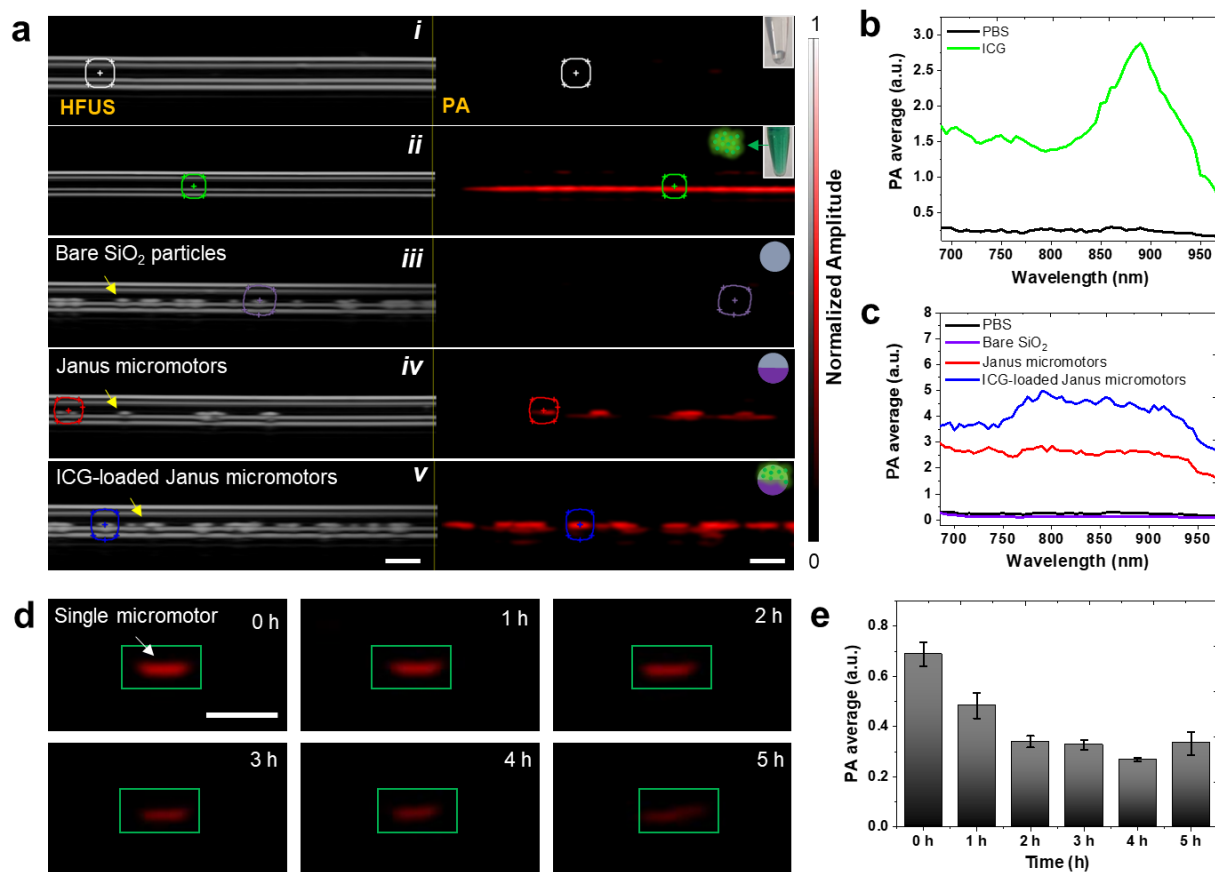 a
i
HFUS
PA
ii
Bare SiO₂ particles
iii
Janus micromotors
iv
ICG-loaded Janus micromotors
v
1
Normalized Amplitude
0
b
PBS
ICG
3.0
2.5
2.0
1.5
1.0
0.5
PA average (a.u.)
700 750 800 850 900 950
Wavelength (nm)
c
PBS
Bare SiO₂
Janus micromotors
ICG-loaded Janus micromotors
8
7
6
5
4
3
2
1
0
PA average (a.u.)
700 750 800 850 900 950
Wavelength (nm)
d
Single micromotor
0 h
1 h
2 h
3 h
4 h
5 h
e
0.8
0.6
0.4
0.2
0.0
PA average (a.u.)
0 h 1 h 2 h 3 h 4 h 5 h
Time (h)